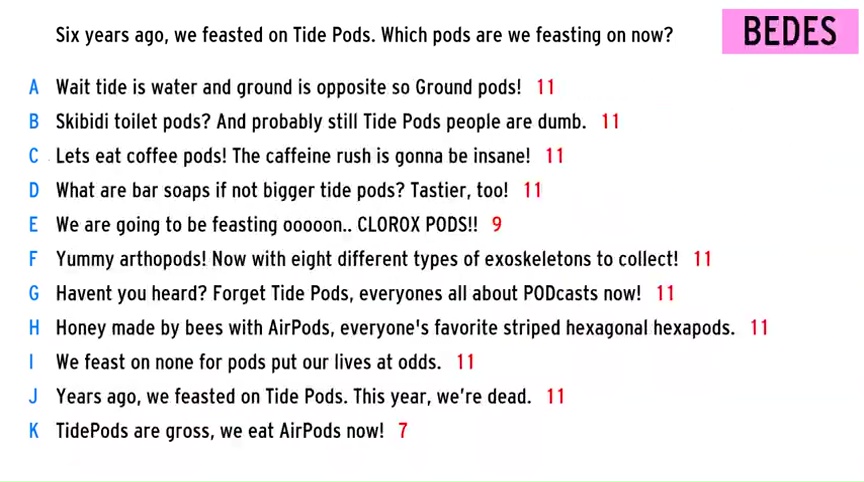 Six years ago, we feasted on Tide Pods. Which pods are we feasting on now?
BEDES
A Wait tide is water and ground is opposite so Ground pods! 11
B Skibidi toilet pods? And probably still Tide Pods people are dumb. 11
C Lets eat coffee pods! The caffeine rush is gonna be insane! 11
D What are bar soaps if not bigger tide pods? Tastier, too! 11
E We are going to be feasting ooooon.. CLOROX PODS!! 9
F Yummy arthopods! Now with eight different types of exoskeletons to collect! 11
G Havent you heard? Forget Tide Pods, everyones all about PODcasts now! 11
H Honey made by bees with AirPods, everyone's favorite striped hexagonal hexapods. 11
I We feast on none for pods put our lives at odds. 11
J Years ago, we feasted on Tide Pods. This year, we're dead. 11
K TidePods are gross, we eat AirPods now! 7